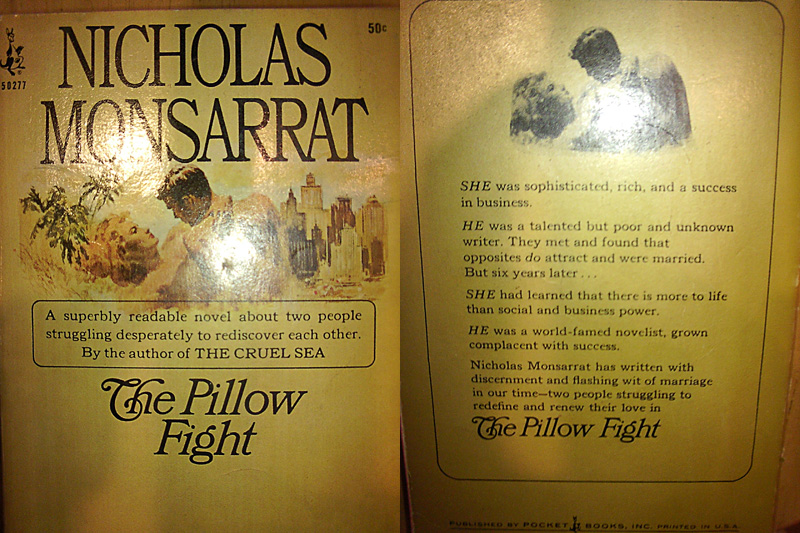 NICHOLAS
MONSARRAT
50c
50277
A superbly readable novel about two people
struggling desperately to rediscover each other.
By the author of THE CRUEL SEA
The Pillow
Fight
SHE was sophisticated, rich, and a success
in business.
HE was a talented but poor and unknown
writer. They met and found that
opposites do attract and were married.
But six years later . . .
SHE had learned that there is more to life
than social and business power.
HE was a world-famed novelist, grown
complacent with success.
Nicholas Monsarrat has written with
discernment and flashing wit of marriage
in our time—two people struggling to
redefine and renew their love in
The Pillow Fight
PUBLISHED BY POCKET BOOKS, INC. PRINTED IN U.S.A.